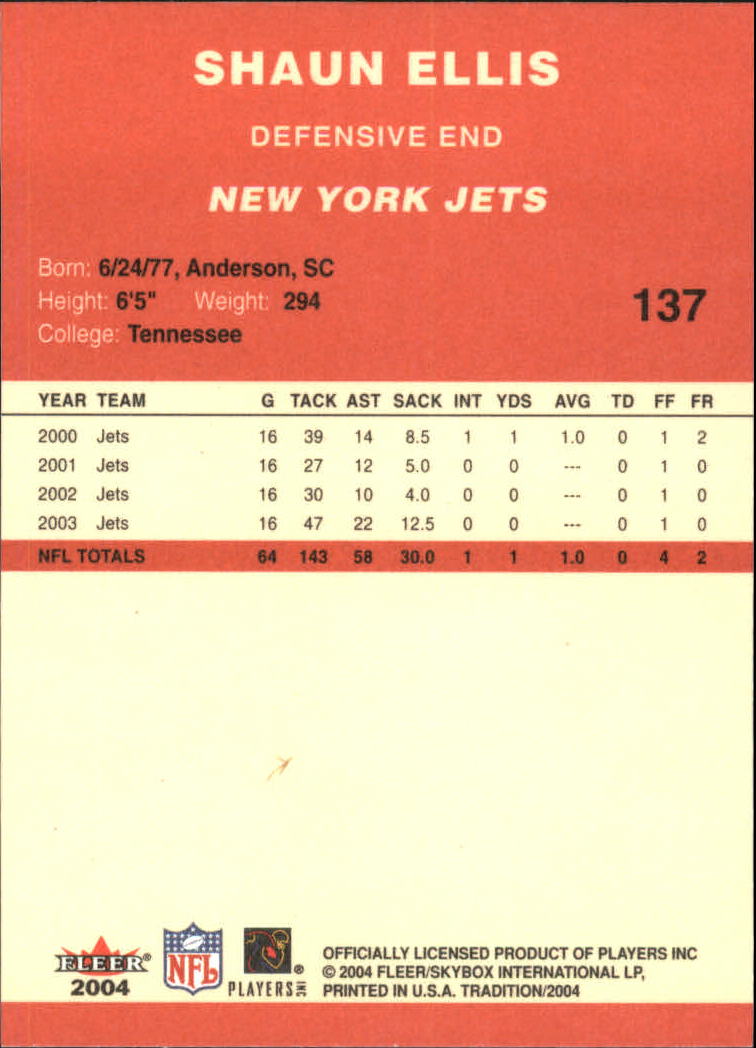 SHAUN ELLIS
DEFENSIVE END
NEW YORK JETS
Born: 6/24/77, Anderson, SC
Height: 6'5" Weight: 294
137
College: Tennessee
YEAR TEAM G TACK AST SACK INT YDS AVG TD FF FR
2000 Jets 16 39 14 8.5 1 1 1.0 0 1 2
2001 Jets 16 27 12 5.0 0 0 --- 0 1 0
2002 Jets 16 30 10 4.0 0 0 --- 0 1 0
2003 Jets 16 47 22 12.5 0 0 --- 0 1 0
NFL TOTALS 64 143 58 30.0 1 1 1.0 0 4 2
FLEER®
2004
NFL
PLAYERS INC ®
OFFICIALLY LICENSED PRODUCT OF PLAYERS INC
© 2004 FLEER/SKYBOX INTERNATIONAL LP,
PRINTED IN U.S.A. TRADITION/2004